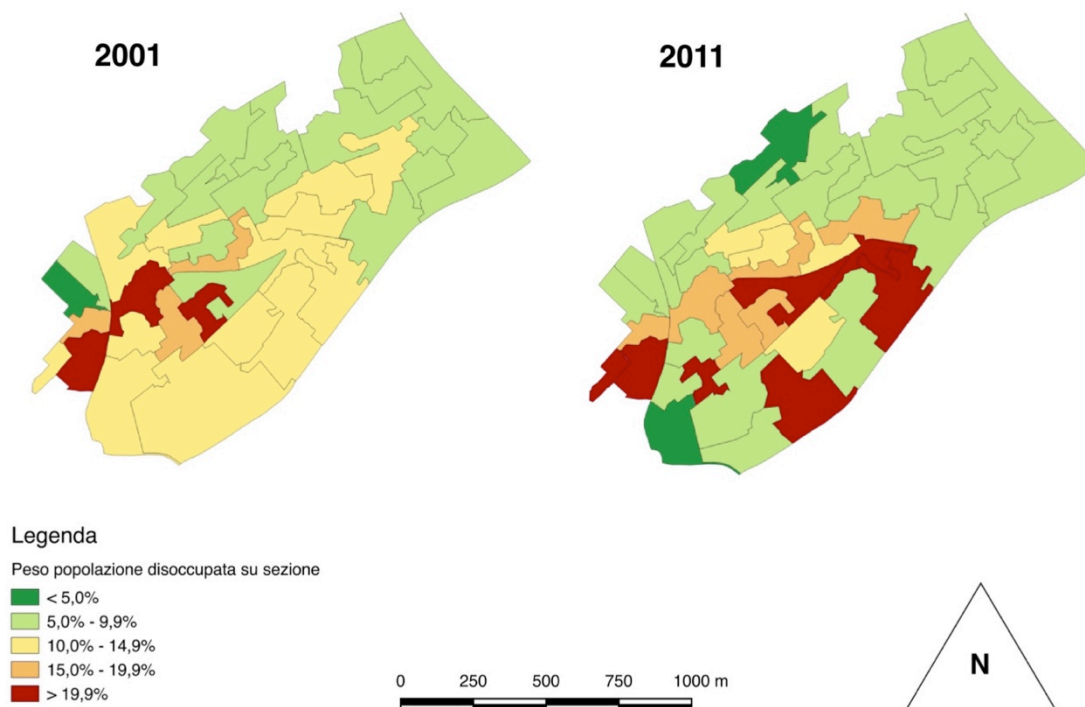 2001
2011
Legenda
Peso popolazione disoccupata su sezione
< 5,0%
5,0% - 9,9%
10,0% - 14,9%
15,0% - 19,9%
> 19,9%
0 250 500 750 1000 m
N